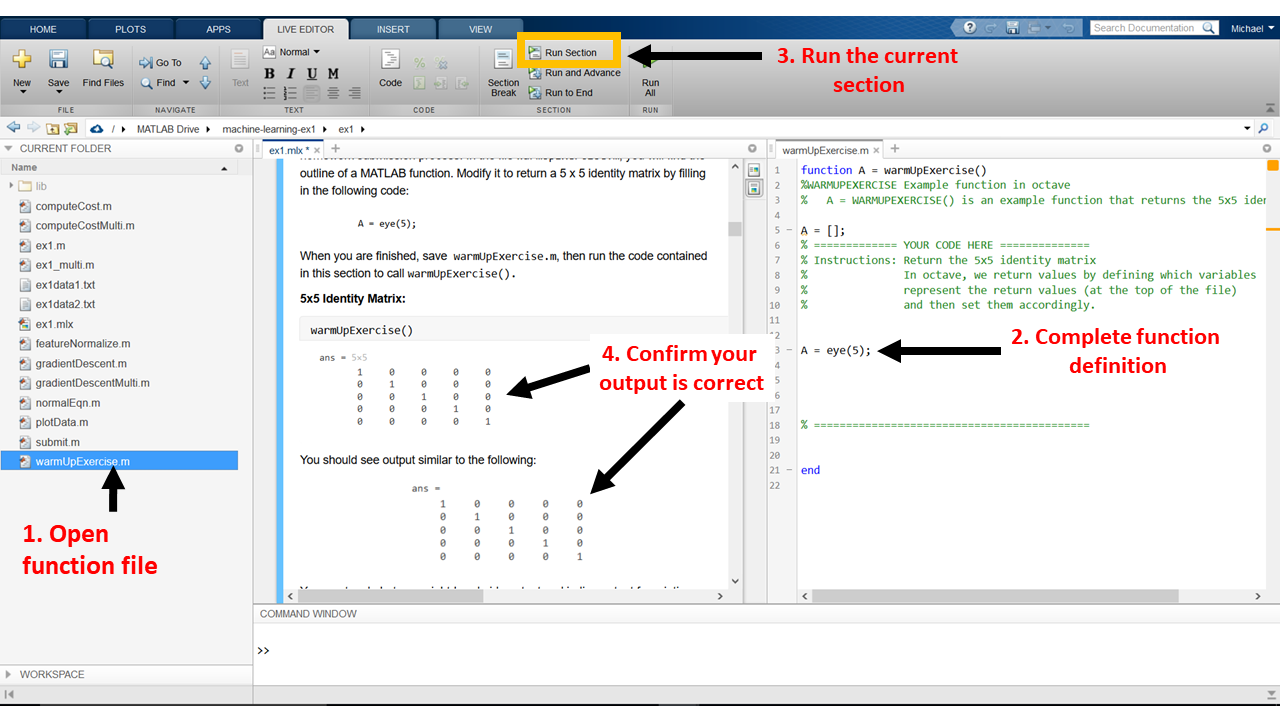 HOME PLOTS APPS LIVE EDITOR INSERT VIEW
Search Documentation Michael
New Save Find Files
Go To
Find
FILE NAVIGATE
Text
Aa Normal
B I U M
TEXT
Code
CODE
Section Break
Run Section
Run and Advance
Run to End
SECTION
Run All
RUN
3. Run the current
section
/ MATLAB Drive machine-learning-ex1 ex1
CURRENT FOLDER
Name
lib
computeCost.m
computeCostMulti.m
ex1.m
ex1_multi.m
ex1data1.txt
ex1data2.txt
ex1.mlx
featureNormalize.m
gradientDescent.m
gradientDescentMulti.m
normalEqn.m
plotData.m
submit.m
warmUpExercise.m
1. Open
function file
WORKSPACE
ex1.mlx *
outline of a MATLAB function. Modify it to return a 5 x 5 identity matrix by filling
in the following code:
A = eye(5);
When you are finished, save warmUpExercise.m, then run the code contained
in this section to call warmUpExercise().
5x5 Identity Matrix:
warmUpExercise()
ans = 5×5
1 0 0 0 0
0 1 0 0 0
0 0 1 0 0
0 0 0 1 0
0 0 0 0 1
4. Confirm your
output is correct
You should see output similar to the following:
ans =
1 0 0 0 0
0 1 0 0 0
0 0 1 0 0
0 0 0 1 0
0 0 0 0 1
COMMAND WINDOW
>>
warmUpExercise.m
1 function A = warmUpExercise()
2 %WARMUPEXERCISE Example function in octave
3 % A = WARMUPEXERCISE() is an example function that returns the 5x5 iden
4
5 A = [];
6 % ============= YOUR CODE HERE ==============
7 % Instructions: Return the 5x5 identity matrix
8 % In octave, we return values by defining which variables
9 % represent the return values (at the top of the file)
10 % and then set them accordingly.
11
12
3 A = eye(5);
4
5
6
17
18 % ===========================================
19
20
21 end
22
2. Complete function
definition